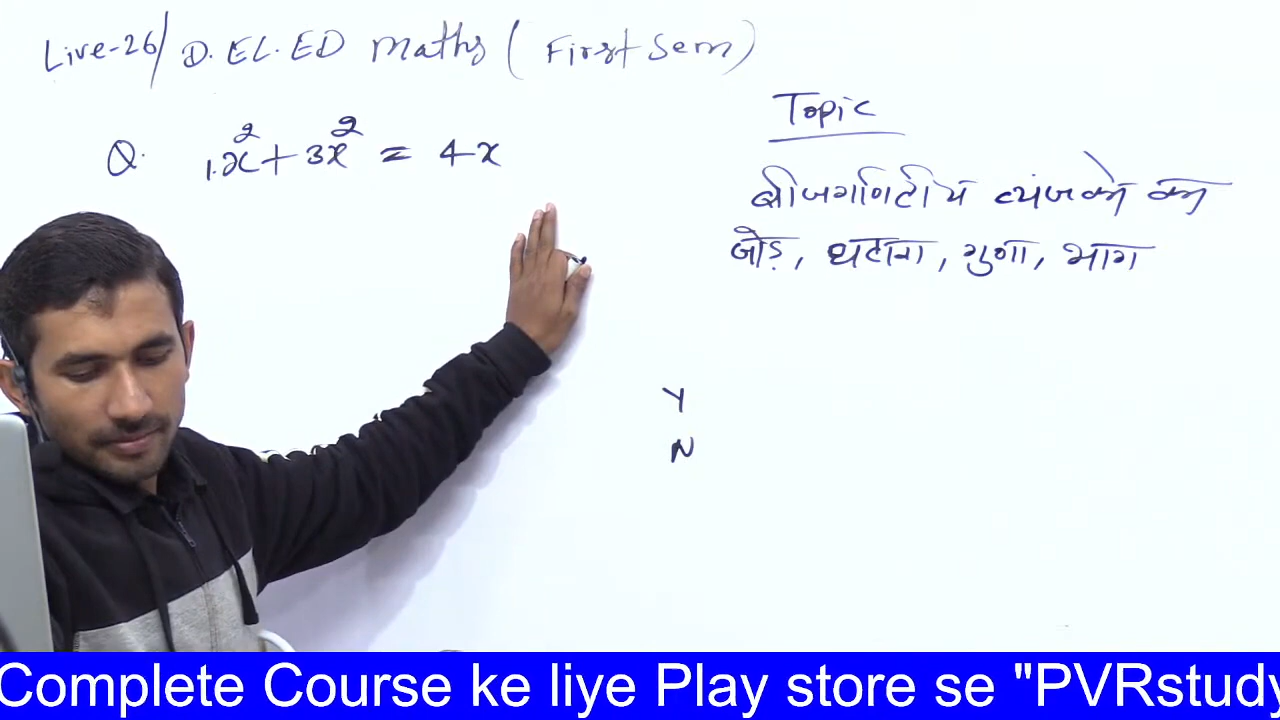 Live-26/ D.EL.ED Maths ( First Sem )
Q. 1.x² + 3x² = 4x
Topic
बीजगणितीय व्यंजको का
जोड़, घटाना, गुणा, भाग
Y
N
Complete Course ke liye Play store se "PVRstudy